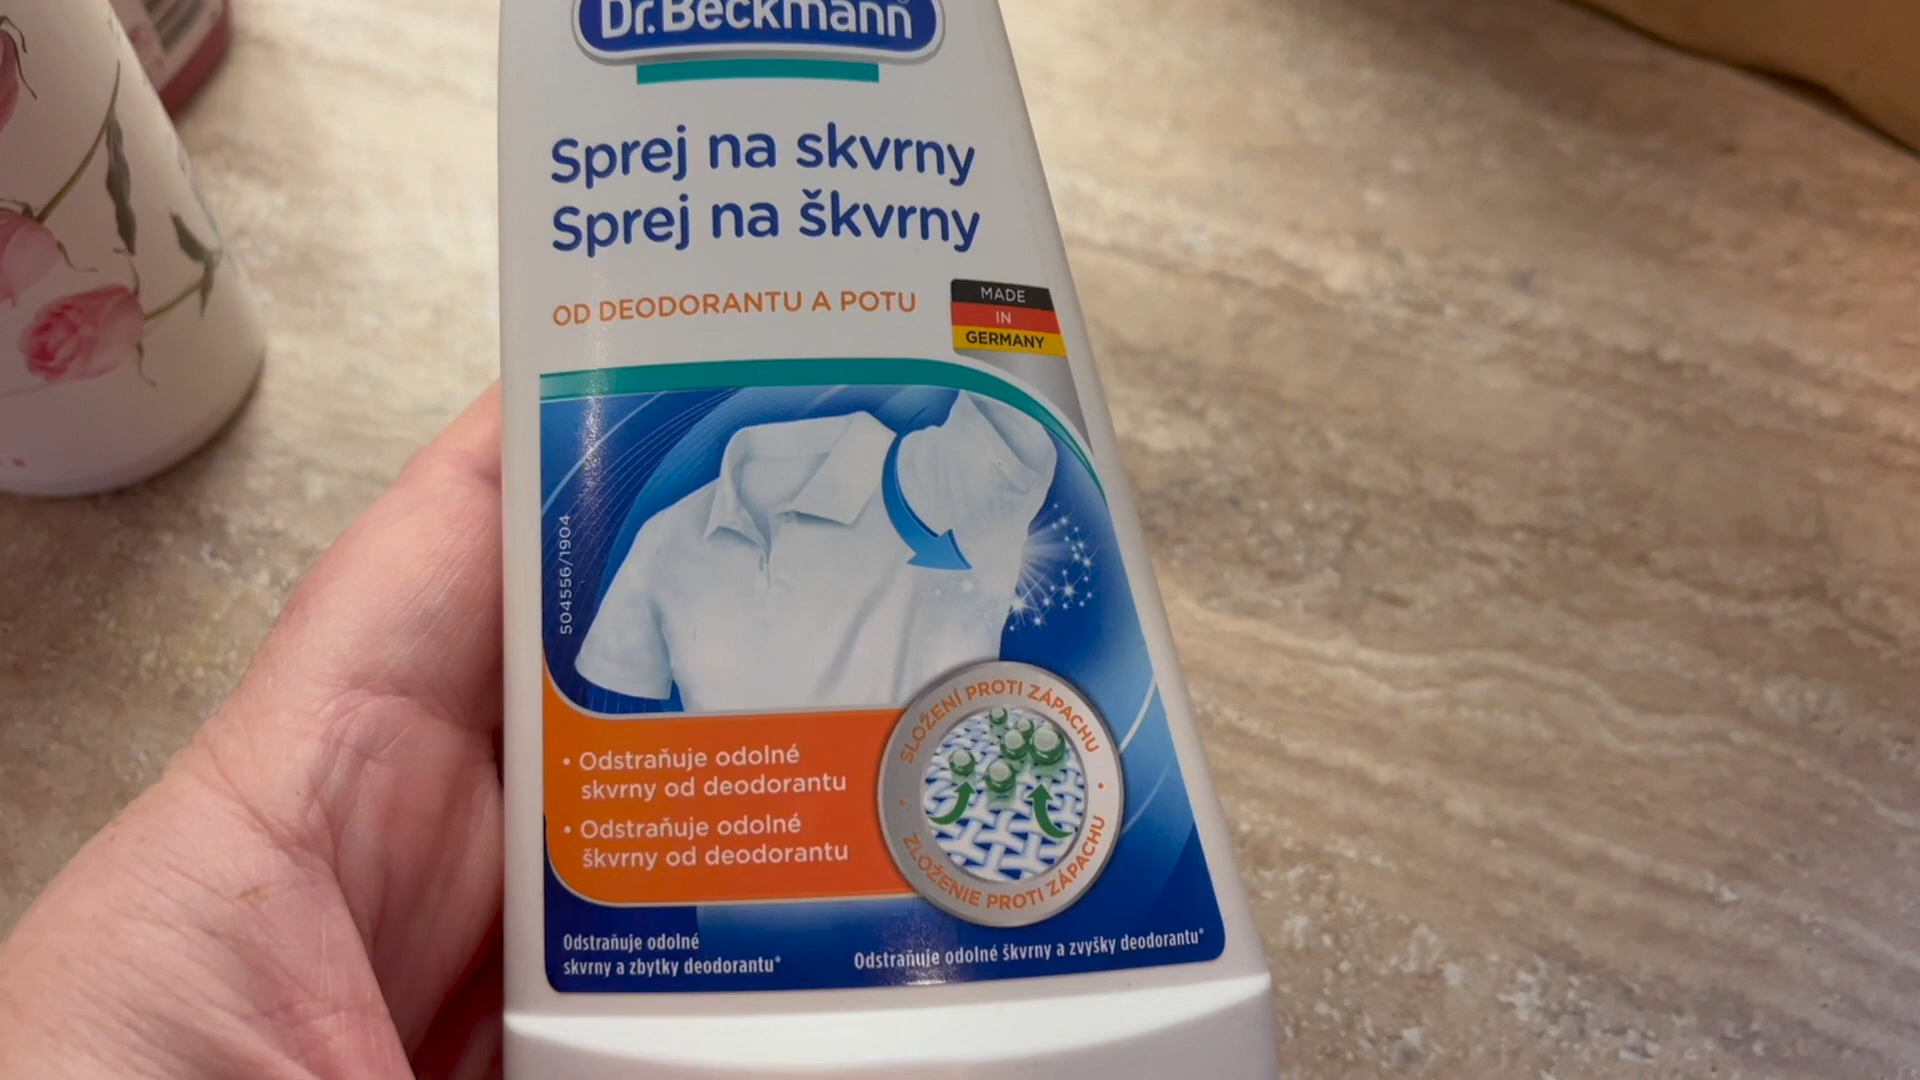 Dr. Beckmann
Sprej na skvrny
Sprej na škvrny
OD DEODORANTU A POTU
MADE
IN
GERMANY
504556/1904
SLOŽENÍ PROTI ZÁPACHU
ZLOŽENIE PROTI ZÁPACHU
• Odstraňuje odolné
skvrny od deodorantu
• Odstraňuje odolné
škvrny od deodorantu
Odstraňuje odolné
skvrny a zbytky deodorantu*
Odstraňuje odolné škvrny a zvyšky deodorantu*